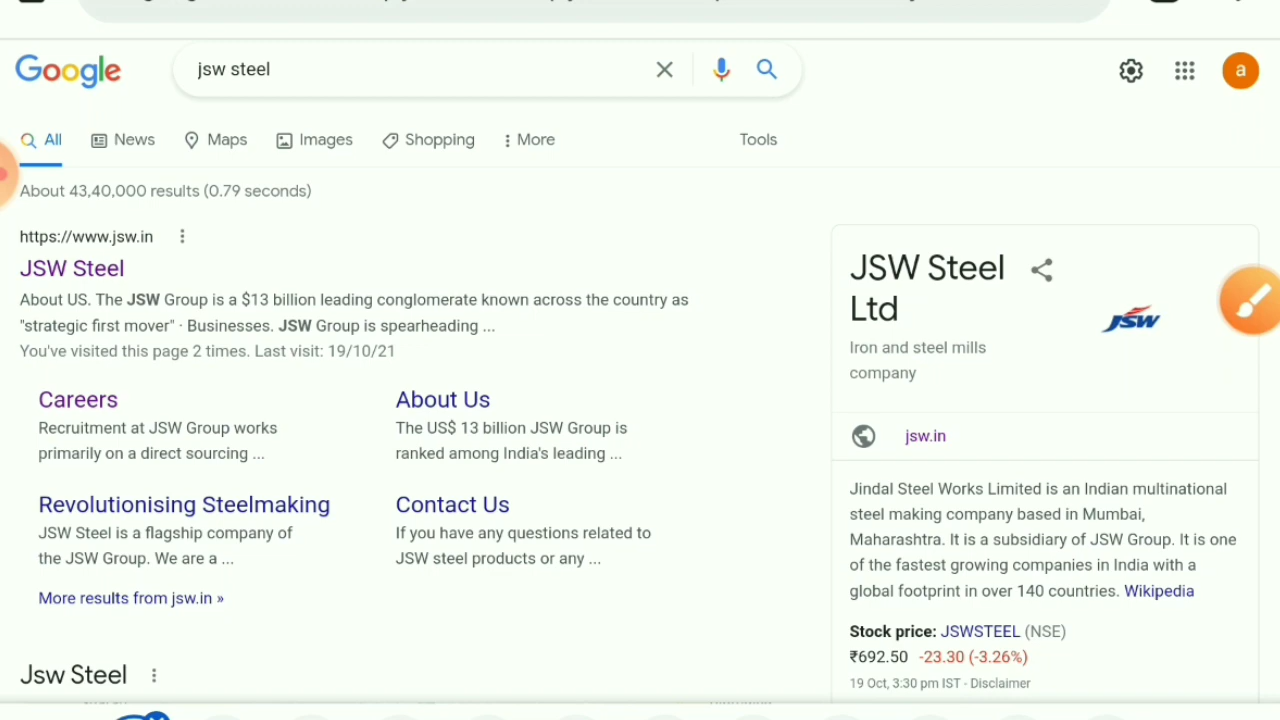 Google
jsw steel
a
All News Maps Images Shopping More Tools
About 43,40,000 results (0.79 seconds)
https://www.jsw.in
JSW Steel
About US. The JSW Group is a $13 billion leading conglomerate known across the country as
"strategic first mover" · Businesses. JSW Group is spearheading ...
You've visited this page 2 times. Last visit: 19/10/21
Careers
Recruitment at JSW Group works
primarily on a direct sourcing ...
About Us
The US$ 13 billion JSW Group is
ranked among India's leading ...
Revolutionising Steelmaking
JSW Steel is a flagship company of
the JSW Group. We are a ...
Contact Us
If you have any questions related to
JSW steel products or any ...
More results from jsw.in »
Jsw Steel
JSW Steel
Ltd
JSW
Iron and steel mills
company
jsw.in
Jindal Steel Works Limited is an Indian multinational
steel making company based in Mumbai,
Maharashtra. It is a subsidiary of JSW Group. It is one
of the fastest growing companies in India with a
global footprint in over 140 countries. Wikipedia
Stock price: JSWSTEEL (NSE)
₹692.50 -23.30 (-3.26%)
19 Oct, 3:30 pm IST · Disclaimer